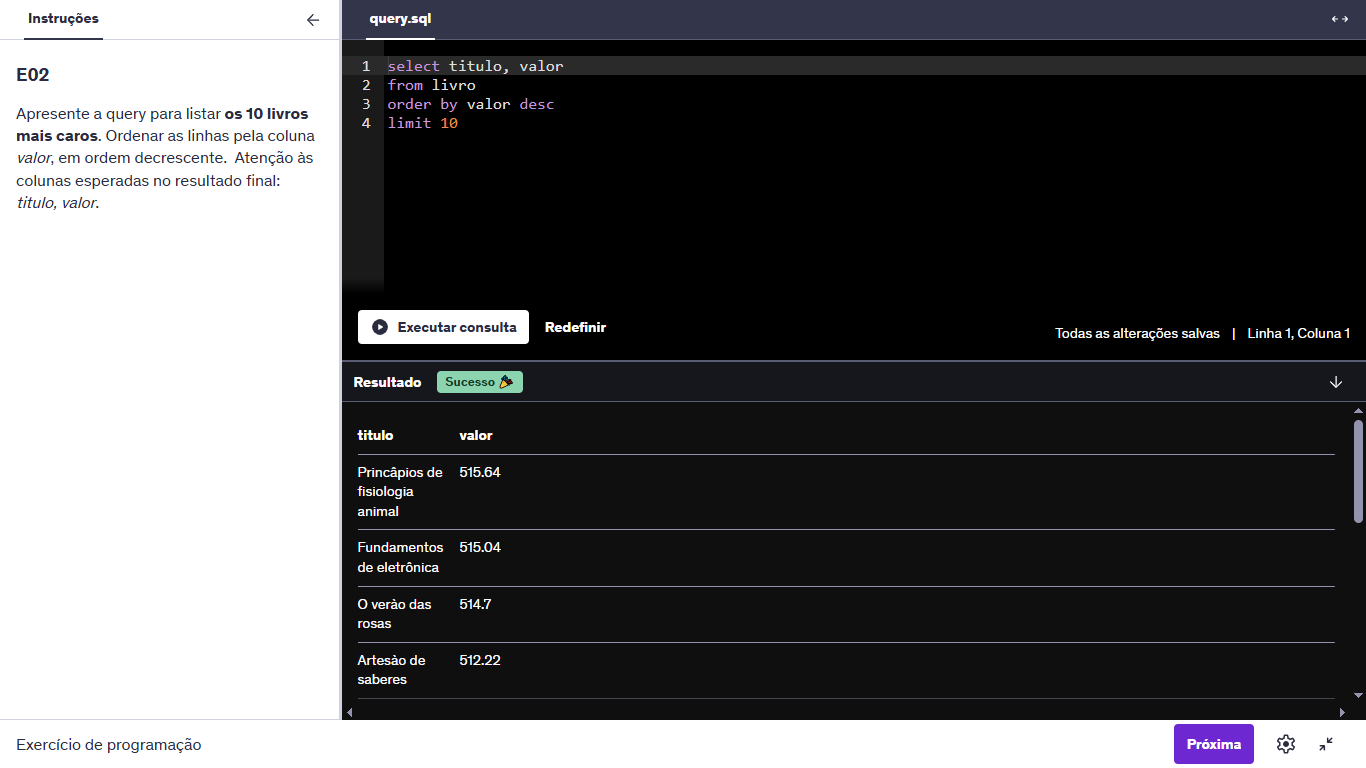 Instruções
E02
Apresente a query para listar os 10 livros
mais caros. Ordenar as linhas pela coluna
valor, em ordem decrescente.  Atenção às
colunas esperadas no resultado final:
titulo, valor.
query.sql
1 select titulo, valor
2 from livro
3 order by valor desc
4 limit 10
Executar consulta
Redefinir
Todas as alterações salvas | Linha 1, Coluna 1
Resultado
Sucesso
titulo valor
Princâpios de 515.64
fisiologia
animal
Fundamentos 515.04
de eletrônica
O verào das 514.7
rosas
Artesào de 512.22
saberes
Exercício de programação
Próxima